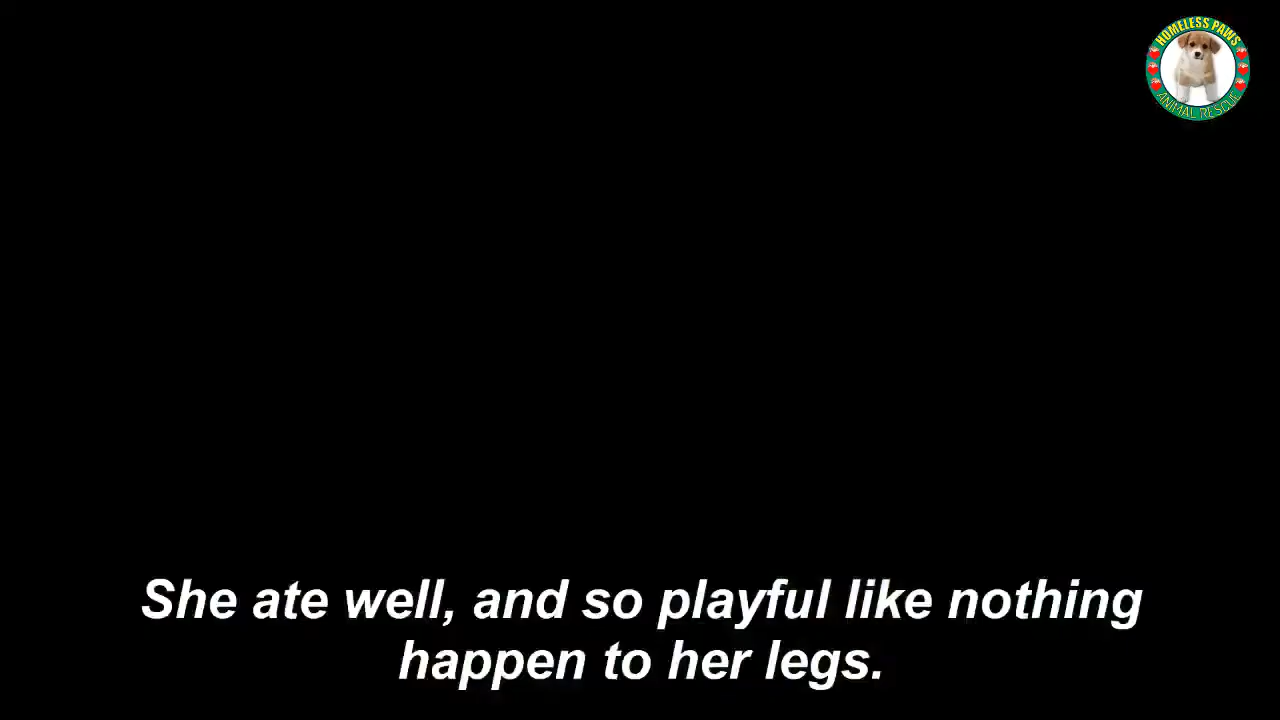 HOMELESS PAWS
ANIMAL RESCUE
She ate well, and so playful like nothing
happen to her legs.